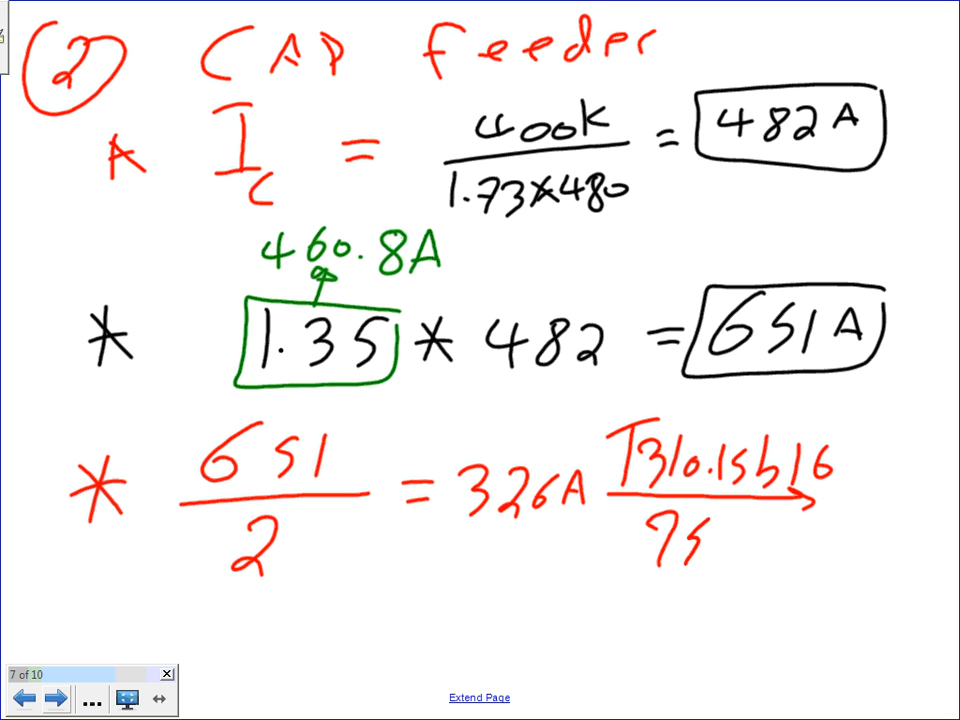 2 CAP Feeder
* I_C = 400K / 1.73*480 = 482 A
460.8A
* 1.35 * 482 = 651 A
* 651 / 2 = 326A T310.15b16 / 75
7 of 10
...
Extend Page